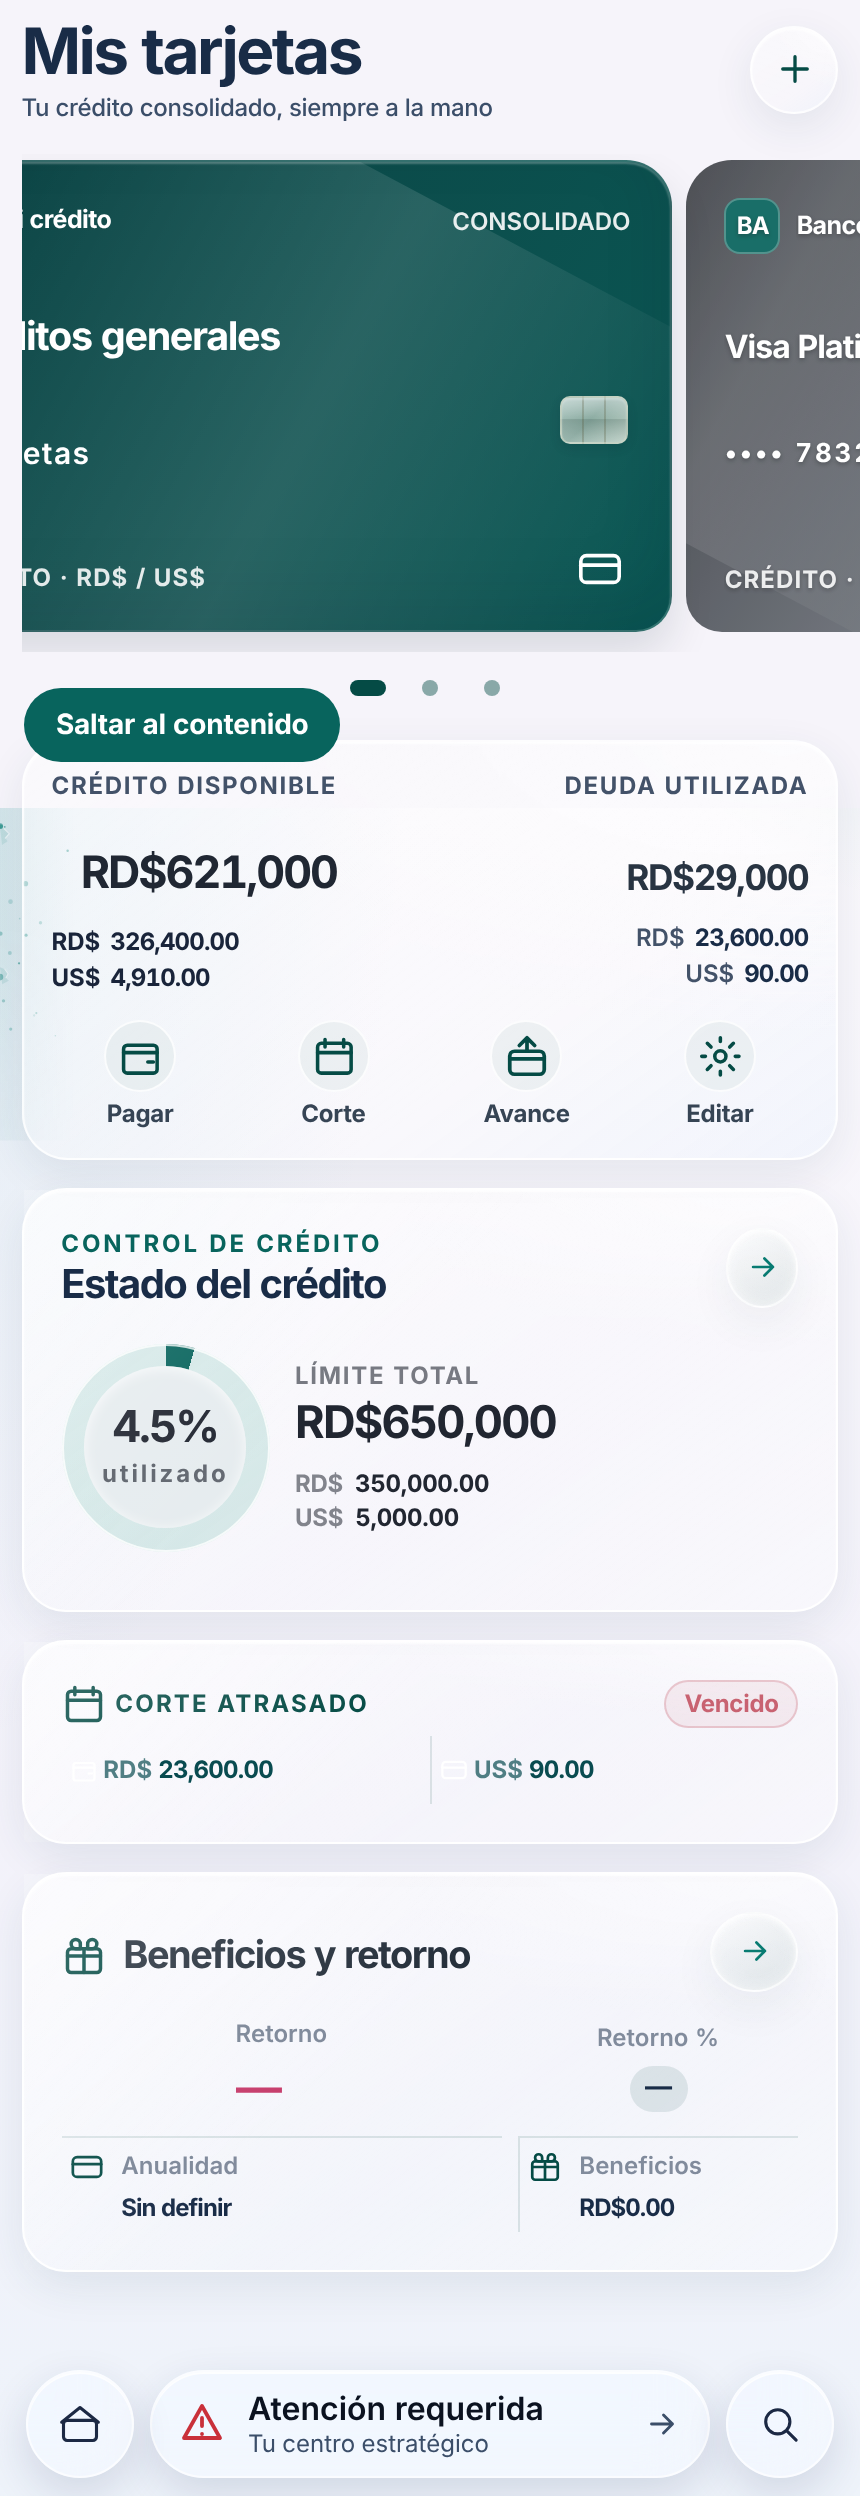 Mis tarjetas
Tu crédito consolidado, siempre a la mano
crédito
CONSOLIDADO
BA
litos generales
Visa Plati
etas
•••• 7832
TO · RD$ / US$
CRÉDITO ·
Saltar al contenido
CRÉDITO DISPONIBLE
DEUDA UTILIZADA
RD$621,000
RD$29,000
RD$ 326,400.00
RD$ 23,600.00
US$ 4,910.00
US$ 90.00
Pagar
Corte
Avance
Editar
CONTROL DE CRÉDITO
Estado del crédito
4.5%
utilizado
LÍMITE TOTAL
RD$650,000
RD$ 350,000.00
US$ 5,000.00
CORTE ATRASADO
Vencido
RD$ 23,600.00
US$ 90.00
Beneficios y retorno
Retorno
Retorno %
—
—
Anualidad
Sin definir
Beneficios
RD$0.00
Atención requerida
Tu centro estratégico